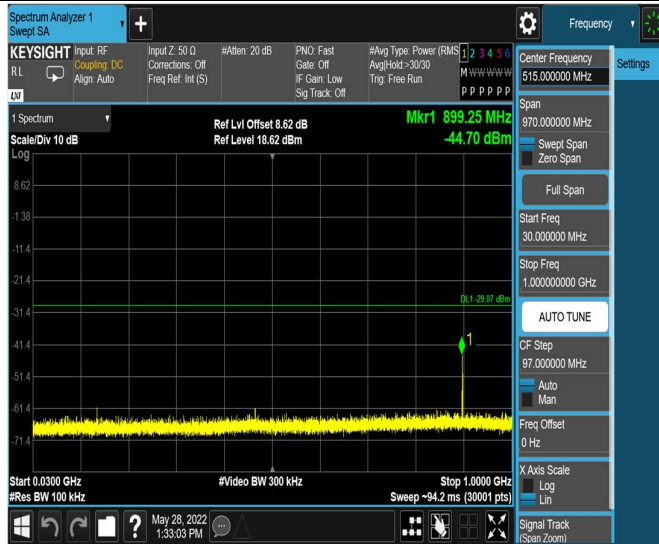 Spectrum Analyzer 1
Swept SA
+
Frequency
KEYSIGHT
RL
LXI
Input: RF
Coupling: DC
Align: Auto
Input Z: 50 Ω
Corrections: Off
Freq Ref: Int (S)
#Atten: 20 dB
PNO: Fast
Gate: Off
IF Gain: Low
Sig Track: Off
#Avg Type: Power (RMS
Avg|Hold:>30/30
Trig: Free Run
1 2 3 4 5 6
M W W W W W
P P P P P P
1 Spectrum
Scale/Div 10 dB
Log
Ref Lvl Offset 8.62 dB
Ref Level 18.62 dBm
Mkr1 899.25 MHz
-44.70 dBm
8.62
-1.38
-11.4
-21.4
-31.4
-41.4
-51.4
-61.4
-71.4
DL1 -29.07 dBm
1
Start 0.0300 GHz
#Res BW 100 kHz
#Video BW 300 kHz
Stop 1.0000 GHz
Sweep ~94.2 ms (30001 pts)
May 28, 2022
1:33:03 PM
?
Center Frequency
515.000000 MHz
Settings
Span
970.000000 MHz
Swept Span
Zero Span
Full Span
Start Freq
30.000000 MHz
Stop Freq
1.000000000 GHz
AUTO TUNE
CF Step
97.000000 MHz
Auto
Man
Freq Offset
0 Hz
X Axis Scale
Log
Lin
Signal Track
(Span Zoom)